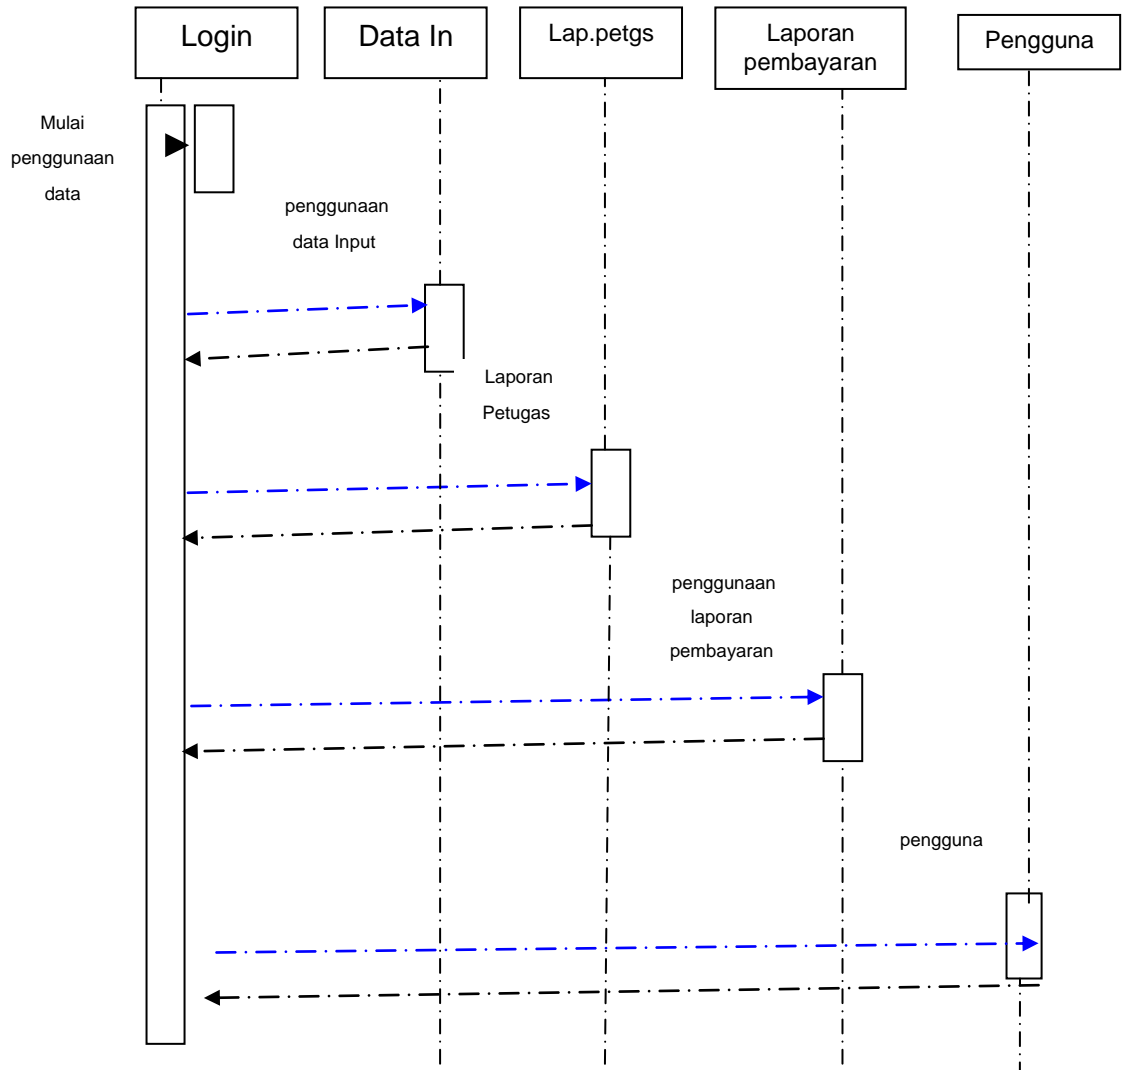 Login
Data In
Lap.petgs
Laporan
pembayaran
Pengguna
Mulai
penggunaan
data
penggunaan
data Input
Laporan
Petugas
penggunaan
laporan
pembayaran
pengguna